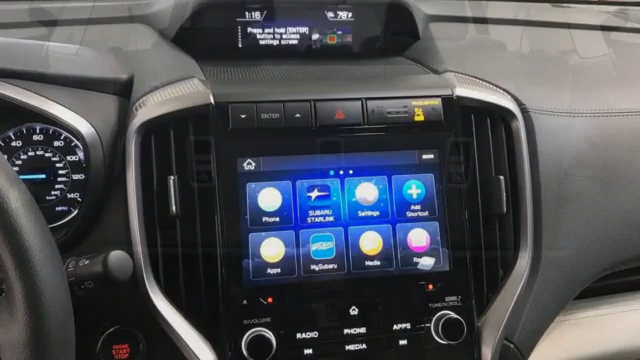 1:16
78°F
Press and hold [ENTER]
button to access
settings screen
ENTER
Phone
SUBARU
STARLINK
Settings
Add
Shortcut
Apps
MySubaru
Media
Radio
VOLUME
TUNE/SCROLL
RADIO
PHONE
APPS
MEDIA
40
60
80
100
120
140
MPH
ENGINE
START
STOP